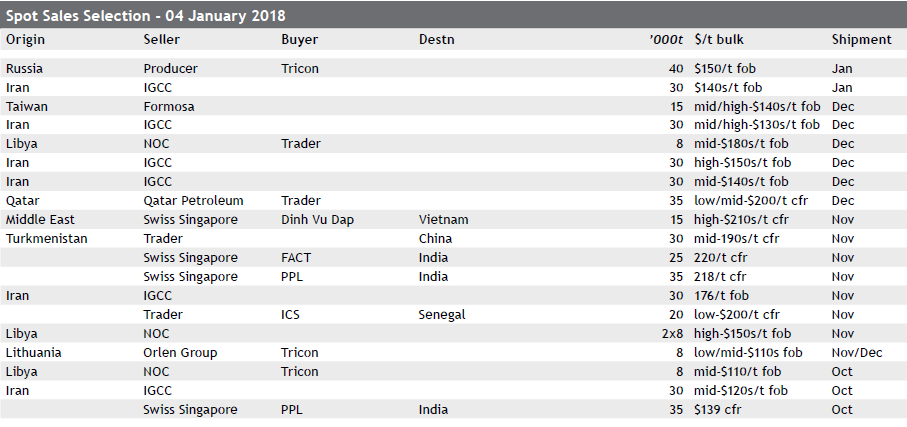 Spot Sales Selection - 04 January 2018
Origin Seller Buyer Destn '000t $/t bulk Shipment
Russia Producer Tricon 40 $150/t fob Jan
Iran IGCC 30 $140s/t fob Jan
Taiwan Formosa 15 mid/high-$140s/t fob Dec
Iran IGCC 30 mid/high-$130s/t fob Dec
Libya NOC Trader 8 mid-$180s/t fob Dec
Iran IGCC 30 high-$150s/t fob Dec
Iran IGCC 30 mid-$140s/t fob Dec
Qatar Qatar Petroleum Trader 35 low/mid-$200/t cfr Dec
Middle East Swiss Singapore Dinh Vu Dap Vietnam 15 high-$210s/t cfr Nov
Turkmenistan Trader China 30 mid-190s/t cfr Nov
Swiss Singapore FACT India 25 220/t cfr Nov
Swiss Singapore PPL India 35 218/t cfr Nov
Iran IGCC 30 176/t fob Nov
Trader ICS Senegal 20 low-$200/t cfr Nov
Libya NOC 2x8 high-$150s/t fob Nov
Lithuania Orlen Group Tricon 8 low/mid-$110s fob Nov/Dec
Libya NOC Tricon 8 mid-$110/t fob Oct
Iran IGCC 30 mid-$120s/t fob Oct
Swiss Singapore PPL India 35 $139 cfr Oct